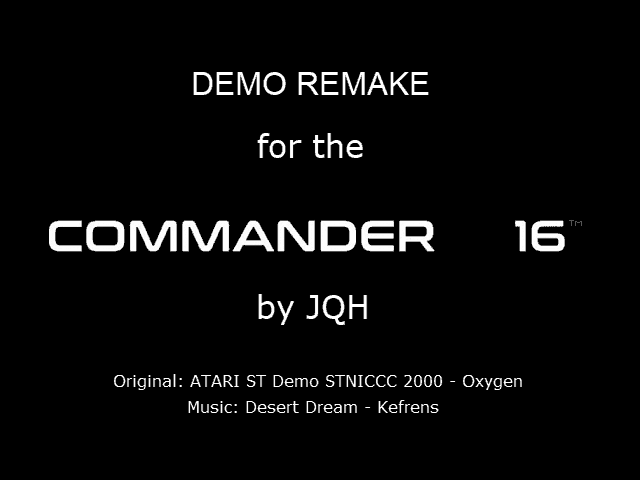 DEMO REMAKE
for the
COMMANDER 16™
by JQH
Original: ATARI ST Demo STNICCC 2000 - Oxygen
Music: Desert Dream - Kefrens